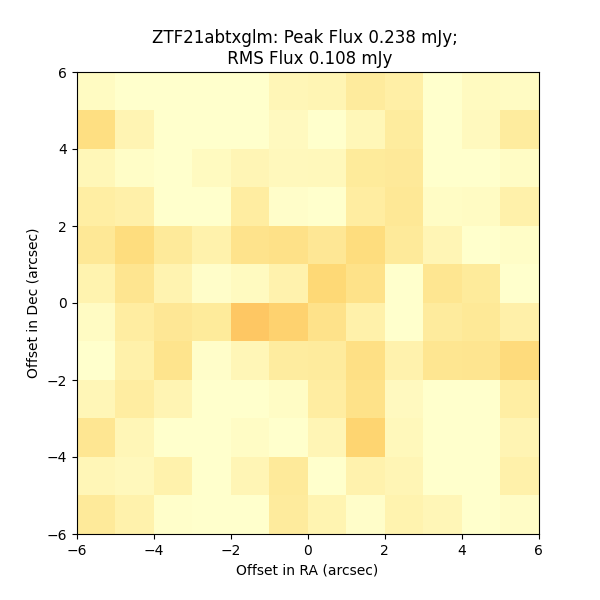 ZTF21abtxglm: Peak Flux 0.238 mJy;
RMS Flux 0.108 mJy
6
4
2
0
−2
−4
−6
Offset in Dec (arcsec)
−6 −4 −2 0 2 4 6
Offset in RA (arcsec)